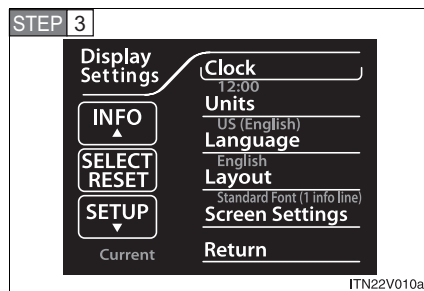 STEP 3
Display
Settings
INFO
▲
SELECT
RESET
SETUP
▼
Current
Clock
12:00
Units
US (English)
Language
English
Layout
Standard Font (1 info line)
Screen Settings
Return
ITN22V010a